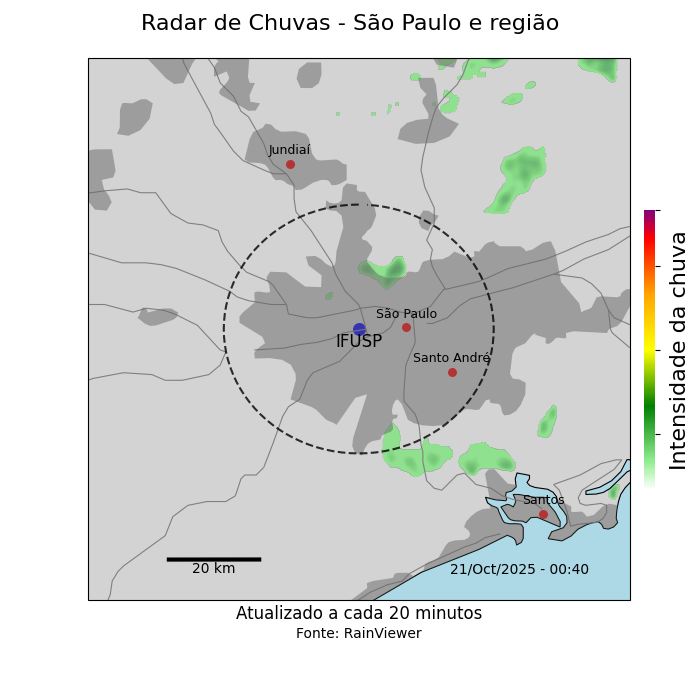 Radar de Chuvas - São Paulo e região
Jundiaí
São Paulo
IFUSP
Santo André
Santos
20 km
21/Oct/2025 - 00:40
Intensidade da chuva
Atualizado a cada 20 minutos
Fonte: RainViewer